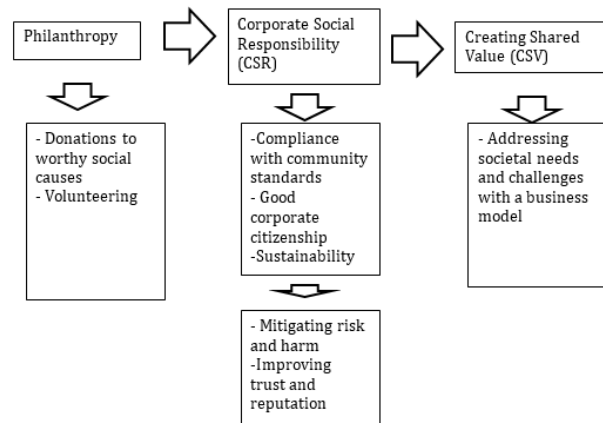 Philanthropy
Corporate Social
Responsibility
(CSR)
Creating Shared
Value (CSV)
- Donations to
worthy social
causes
- Volunteering
-Compliance
with community
standards
- Good
corporate
citizenship
-Sustainability
- Addressing
societal needs
and challenges
with a business
model
- Mitigating risk
and harm
-Improving
trust and
reputation